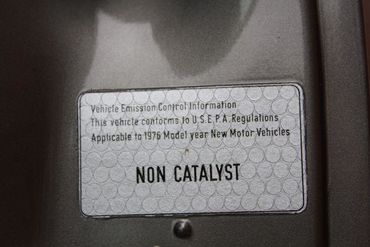 Vehicle Emission Control Information
This vehicle conforms to U.S.E.P.A. Regulations
Applicable to 1976 Model year New Motor Vehicles
NON CATALYST